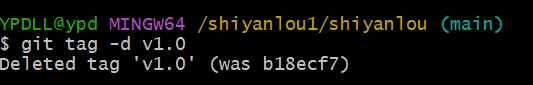 YPDLL@ypd MINGW64 /shiyanlou1/shiyanlou (main)
$ git tag -d v1.0
Deleted tag 'v1.0' (was b18ecf7)